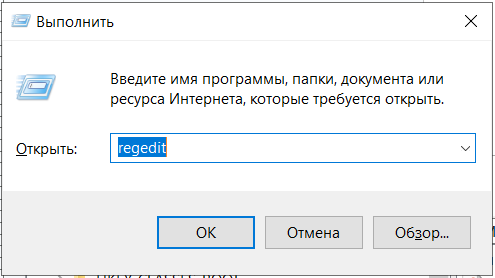 Выполнить
Введите имя программы, папки, документа или
ресурса Интернета, которые требуется открыть.
Открыть: regedit
ОК Отмена Обзор...